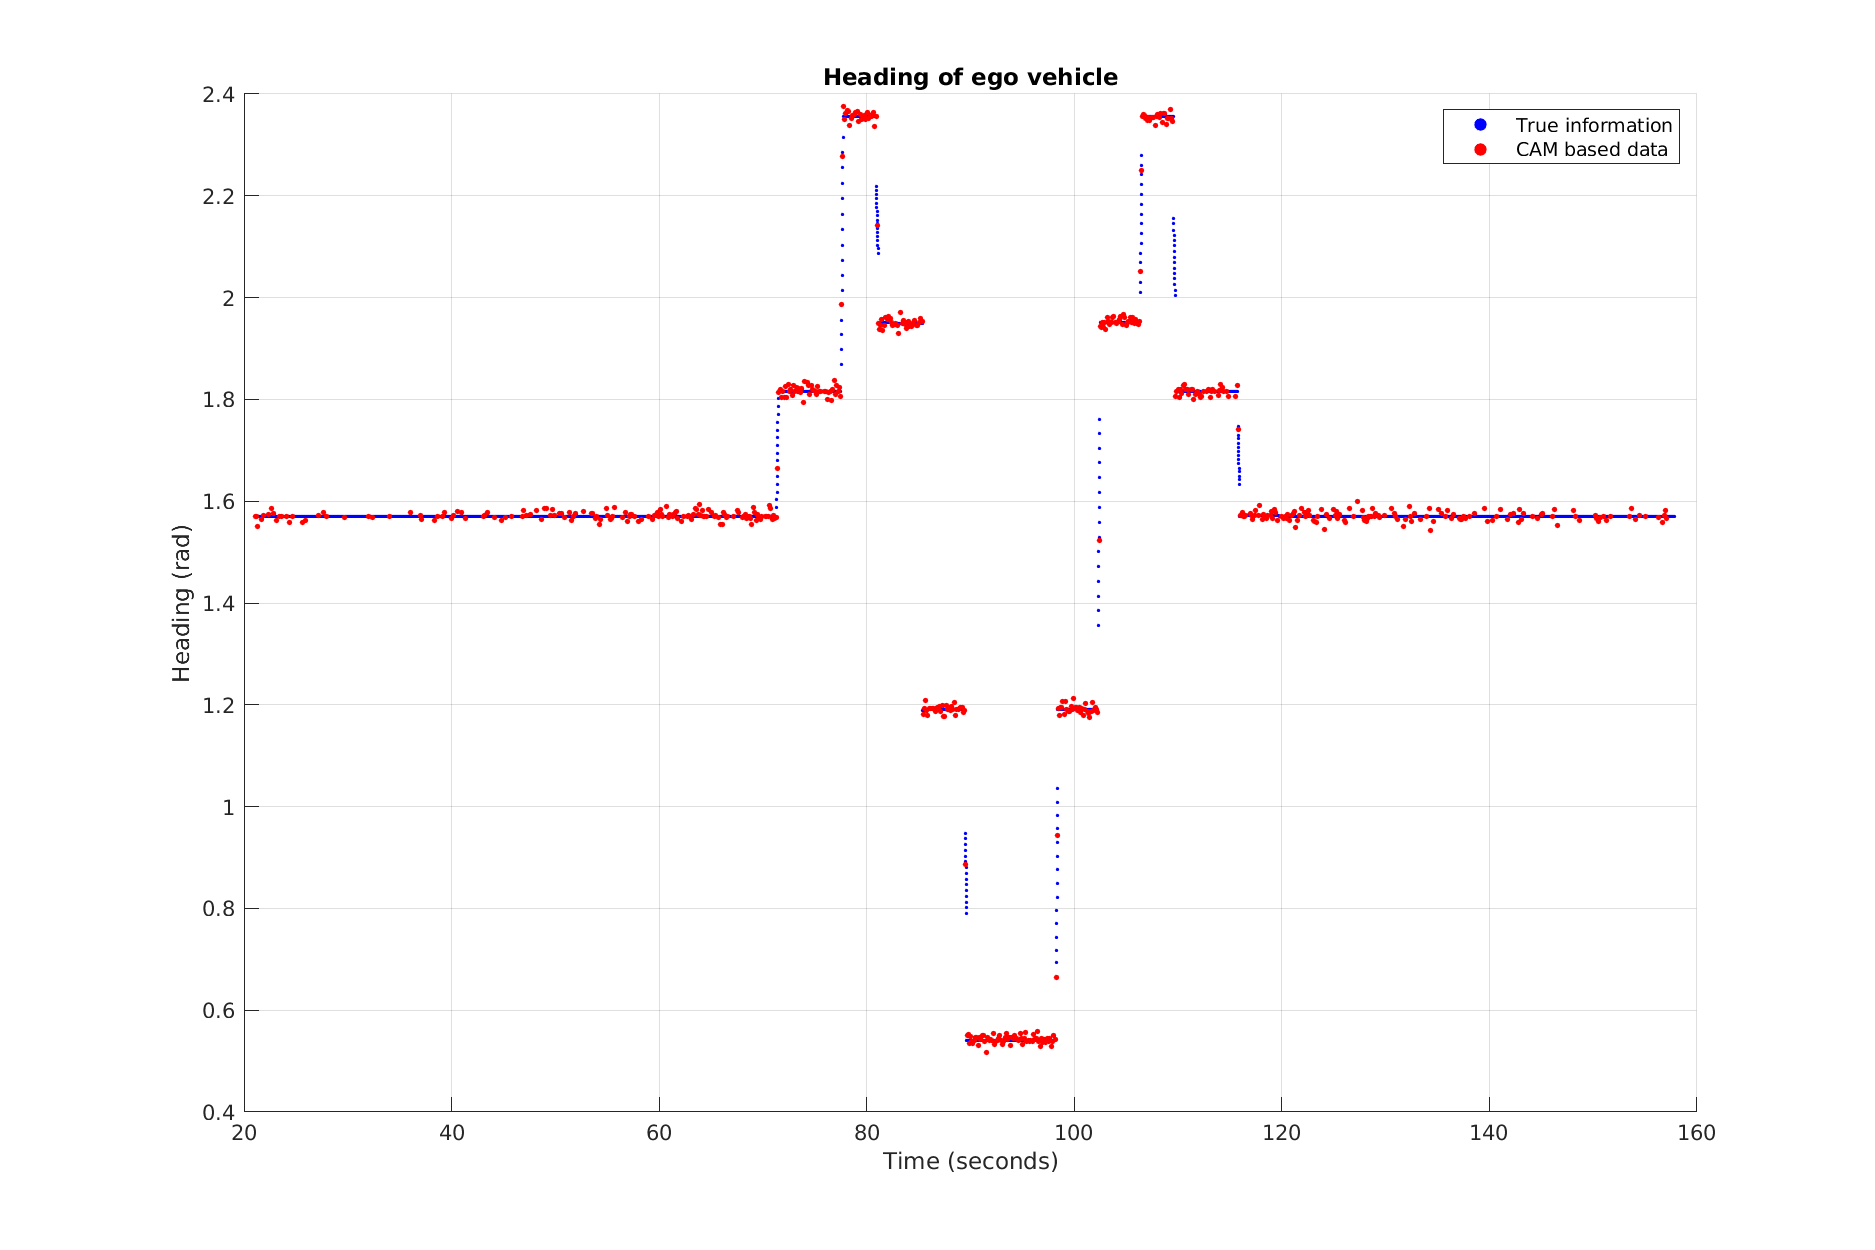 Heading of ego vehicle
True information
CAM based data
Heading (rad)
2.4
2.2
2
1.8
1.6
1.4
1.2
1
0.8
0.6
0.4
20 40 60 80 100 120 140 160
Time (seconds)